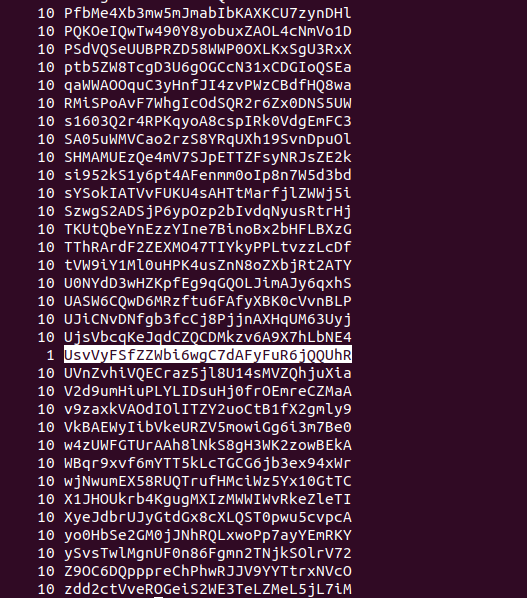 10 PfbMe4Xb3mw5mJmabIbKAXKCU7zynDHl
10 PQKOeIQwTw490Y8yobuxZAOL4cNmVo1D
10 PSdVQSeUUBPRZD58WWP0OXLKxSgU3RxX
10 ptb5ZW8TcgD3U6gOGCcN31xCDGIoQSEa
10 qaWWAOOquC3yHnfJI4zvPWzCBdfHQ8wa
10 RMiSPoAvF7WhgIcOdSQR2r6Zx0DNS5UW
10 s1603Q2r4RPKqyoA8cspIRk0VdgEmFC3
10 SA05uWMVCao2rzS8YRqUXh19SvnDpuOl
10 SHMAMUEzQe4mV7SJpETTZFsyNRJsZE2k
10 si952kS1y6pt4AFenmm0oIp8n7W5d3bd
10 sYSokIATVvFUKU4sAHTtMarfjlZWWj5i
10 SzwgS2ADSjP6ypOzp2bIvdqNyusRtrHj
10 TKUtQbeYnEzzYIne7BinoBx2bHFLBXzG
10 TThRArdF2ZEXMO47TIYkyPPLtvzzLcDf
10 tVW9iY1Ml0uHPK4usZnN8oZXbjRt2ATY
10 U0NYdD3wHZKpfEg9qGQOLJimAJy6qxhS
10 UASW6CQwD6MRzftu6FAfyXBK0cVvnBLP
10 UJiCNvDNfgb3fcCj8PjjnAXHqUM63Uyj
10 UjsVbcqKeJqdCZQCDMkzv6A9X7hLbNE4
1 UsvVyFSfZZWbi6wgC7dAFyFuR6jQQUhR
10 UVnZvhiVQECraz5jl8U14sMVZQhjuXia
10 V2d9umHiuPLYLIDsuHj0frOEmreCZMaA
10 v9zaxkVAOdIOlITZY2uoCtB1fX2gmly9
10 VkBAEWyIibVkeURZV5mowiGg6i3m7Be0
10 w4zUWFGTUrAAh8lNkS8gH3WK2zowBEkA
10 WBqr9xvf6mYTT5kLcTGCG6jb3ex94xWr
10 wjNwumEX58RUQTrufHMciWz5Yx10GtTC
10 X1JHOUkrb4KgugMXIzMWWIWvRkeZleTI
10 XyeJdbrUJyGtdGx8cXLQST0pwu5cvpcA
10 yo0HbSe2GM0jJNhRQLxwoPp7ayYEmRKY
10 ySvsTwlMgnUF0n86Fgmn2TNjkSOlrV72
10 Z9OC6DQpppreChPhwRJJV9YYTtrxNVcO
10 zdd2ctVveROGeiS2WE3TeLZMeL5jL7iM